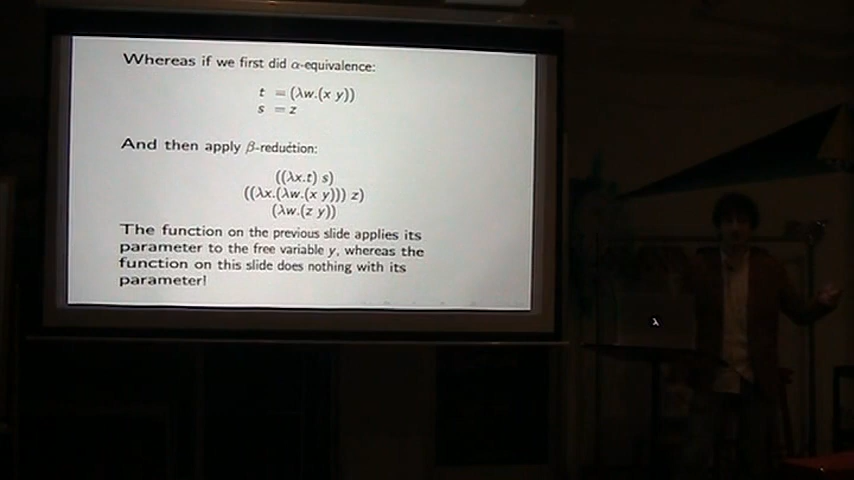 Whereas if we first did α-equivalence:
t = (λw.(x y))
s = z
And then apply β-reduction:
((λx.t) s)
((λx.(λw.(x y))) z)
(λw.(z y))
The function on the previous slide applies its
parameter to the free variable y, whereas the
function on this slide does nothing with its
parameter!
λ